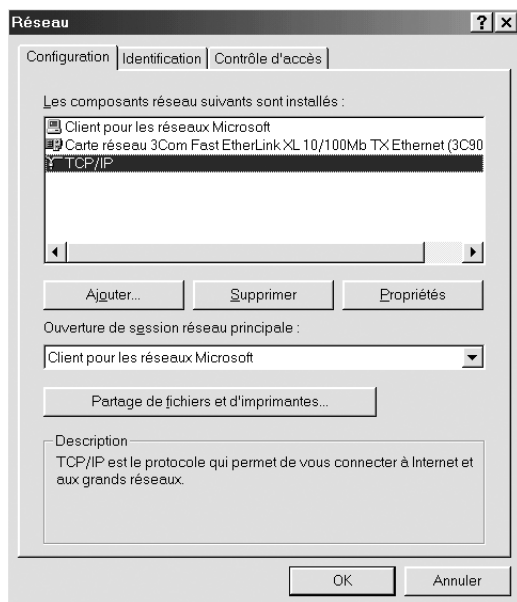 Réseau
Configuration
Identification
Contrôle d'accès
Les composants réseau suivants sont installés :
Client pour les réseaux Microsoft
Carte réseau 3Com Fast EtherLink XL 10/100Mb TX Ethernet (3C90
TCP/IP
Ajouter...
Supprimer
Propriétés
Ouverture de session réseau principale :
Client pour les réseaux Microsoft
Partage de fichiers et d'imprimantes...
Description
TCP/IP est le protocole qui permet de vous connecter à Internet et
aux grands réseaux.
OK
Annuler